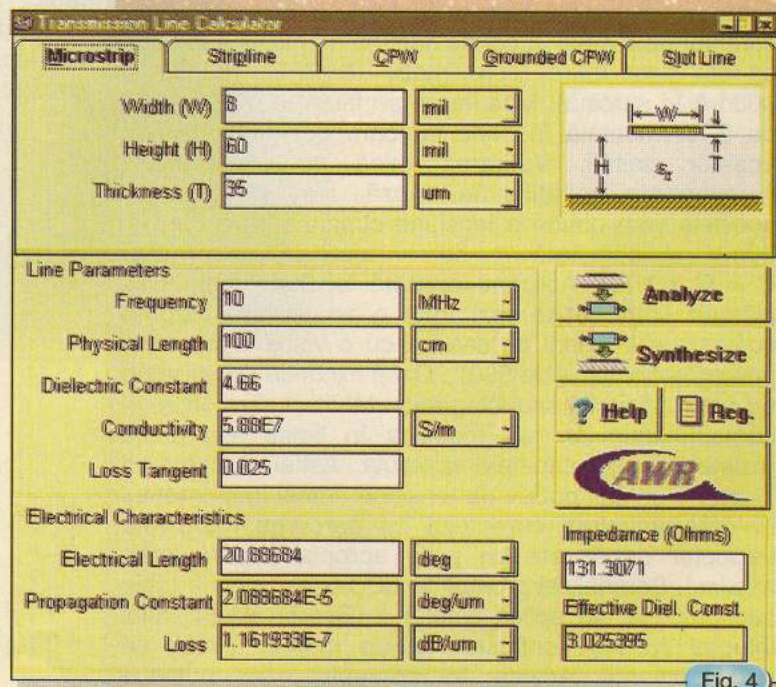 Transmission Line Calculator
Microstrip Stripline CPW Grounded CPW Slot Line
Width (W) 8 mil
Height (H) 60 mil
Thickness (T) 35 um
W
H
T
εr
Line Parameters
Frequency 10 MHz
Physical Length 100 cm
Dielectric Constant 4.66
Conductivity 5.88E7 S/m
Loss Tangent 0.025
Analyze
Synthesize
? Help Reg.
AWR
Electrical Characteristics
Electrical Length 20.88684 deg
Propagation Constant 2.088684E-5 deg/um
Loss 1.161933E-7 dB/um
Impedance (Ohms)
131.3071
Effective Diel. Const.
3.025395
Fig. 4